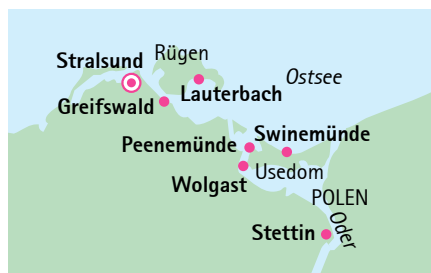 Rügen
Stralsund
Ostsee
Lauterbach
Greifswald
Swinemünde
Peenemünde
Usedom
Wolgast
POLEN
Oder
Stettin